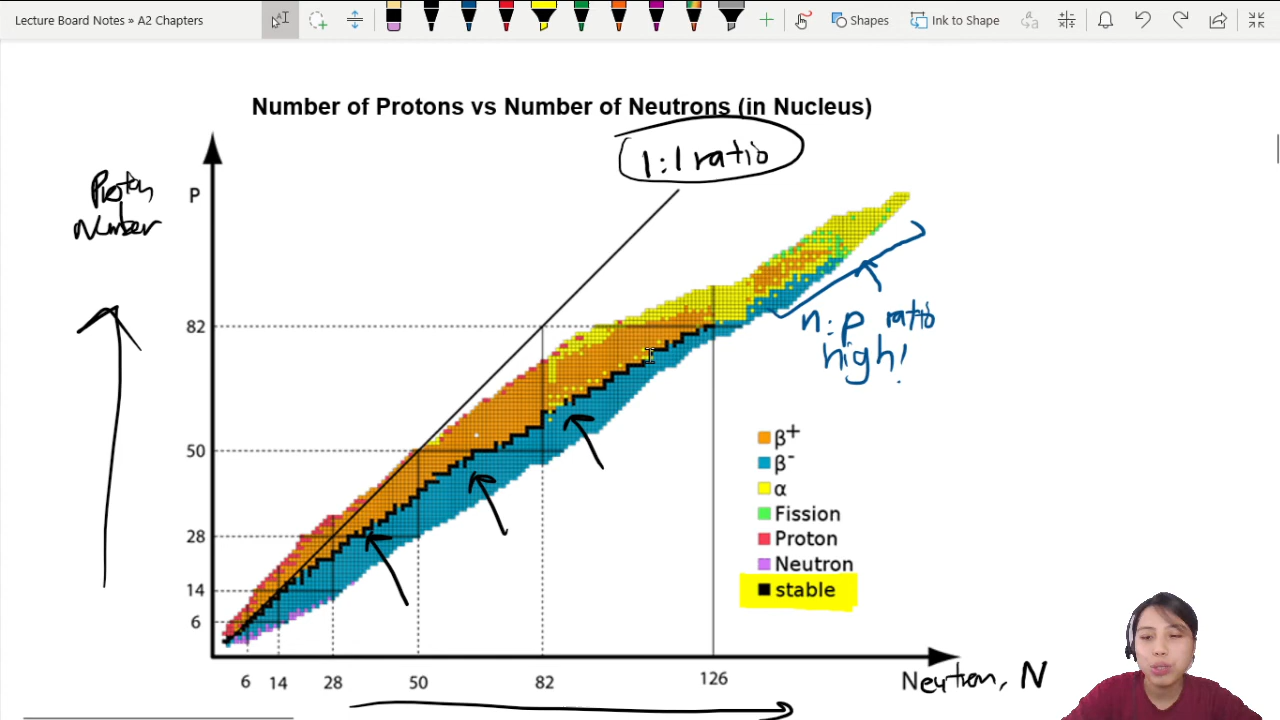 Lecture Board Notes » A2 Chapters
Shapes
Ink to Shape
Number of Protons vs Number of Neutrons (in Nucleus)
1:1 ratio
Proton
Number
P
82
50
28
14
6
n:p ratio
high!
β+
β-
α
Fission
Proton
Neutron
stable
6 14 28 50 82 126
Neutron, N